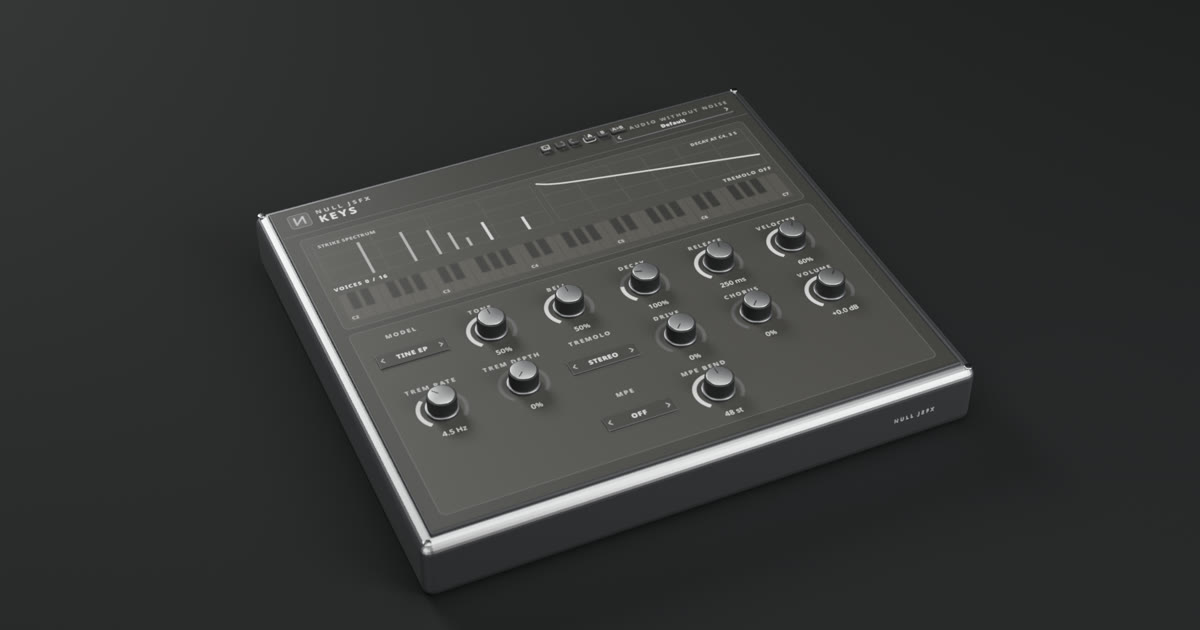 NULL JSFX
KEYS
AUDIO WITHOUT NOISE
< Default >
STRIKE SPECTRUM
DECAY AT C4, S S
VOICES 0 / 16
TREMOLO OFF
C2
C3
C4
C5
C6
C7
MODEL
< TINE EP >
TONE
50%
BELL
50%
DECAY
100%
RELEASE
250 ms
VELOCITY
60%
TREM RATE
4.5 Hz
TREM DEPTH
0%
TREMOLO
< STEREO >
DRIVE
0%
CHORUS
0%
VOLUME
+0.0 dB
MPE
< OFF >
MPE BEND
48 st
NULL JSFX